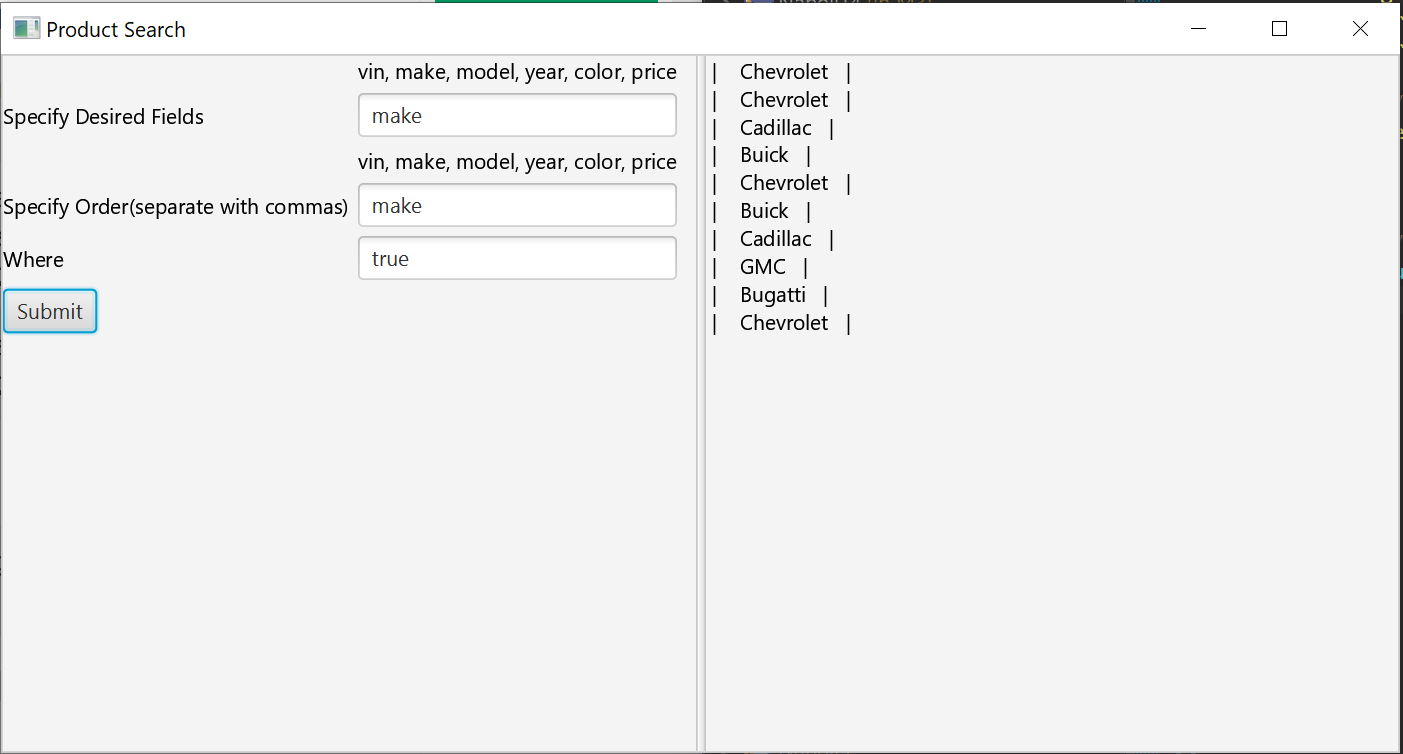 Product Search
vin, make, model, year, color, price
Specify Desired Fields make
vin, make, model, year, color, price
Specify Order(separate with commas) make
Where true
Submit
| Chevrolet |
| Chevrolet |
| Cadillac |
| Buick |
| Chevrolet |
| Buick |
| Cadillac |
| GMC |
| Bugatti |
| Chevrolet |